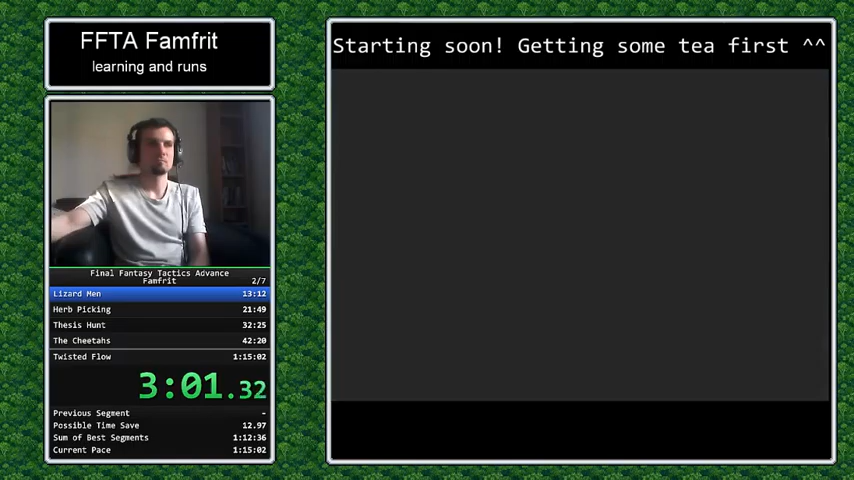 FFTA Famfrit
learning and runs
Starting soon! Getting some tea first ^^
Final Fantasy Tactics Advance
Famfrit 2/7
Lizard Men 13:12
Herb Picking 21:49
Thesis Hunt 32:25
The Cheetahs 42:20
Twisted Flow 1:15:02
3:01.32
Previous Segment -
Possible Time Save 12.97
Sum of Best Segments 1:12:36
Current Pace 1:15:02